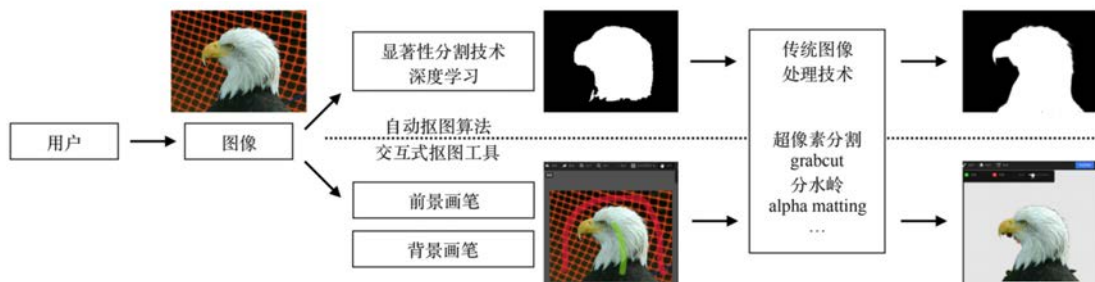 用户
图像
显著性分割技术
深度学习
自动抠图算法
交互式抠图工具
前景画笔
背景画笔
传统图像
处理技术
超像素分割
grabcut
分水岭
alpha matting
…